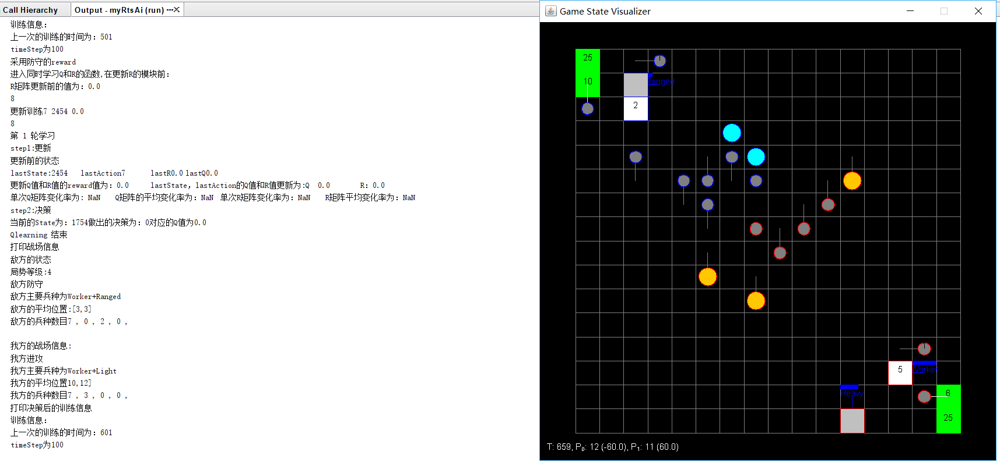 Call Hierarchy
Output - myRtsAi (run)
训练信息:
上一次的训练的时间为: 501
timeStep为100
采用防守的reward
进入同时学习Q和R的函数,在更新R的模块前:
R矩阵更新前的值为: 0.0
8
更新训练7 2454 0.0
8
第 1 轮学习
step1:更新
更新前的状态
lastState:2454 lastAction7 lastR0.0 lastQ0.0
更新Q值和R值的reward值为: 0.0 lastState, lastAction的Q值和R值更新为:Q 0.0 R: 0.0
单次Q矩阵变化率为: NaN Q矩阵的平均变化率为: NaN 单次R矩阵变化率为: NaN R矩阵平均变化率为: NaN
step2:决策
当前的State为: 1754做出的决策为: 0对应的Q值为0.0
Qlearning 结束
打印战场信息
敌方的状态
局势等级:4
敌方防守
敌方主要兵种为Worker+Ranged
敌方的平均位置:[3,3]
敌方的兵种数目7 , 0 , 2 , 0 ,
我方的战场信息:
我方进攻
我方主要兵种为Worker+Light
我方的平均位置10,12]
我方的兵种数目7 , 3 , 0 , 0 ,
打印决策后的训练信息
训练信息:
上一次的训练的时间为: 601
timeStep为100
Game State Visualizer
25
10
Ranged
2
5
Worker
Heavy
6
25
T: 659, P₀: 12 (-60.0), P₁: 11 (60.0)